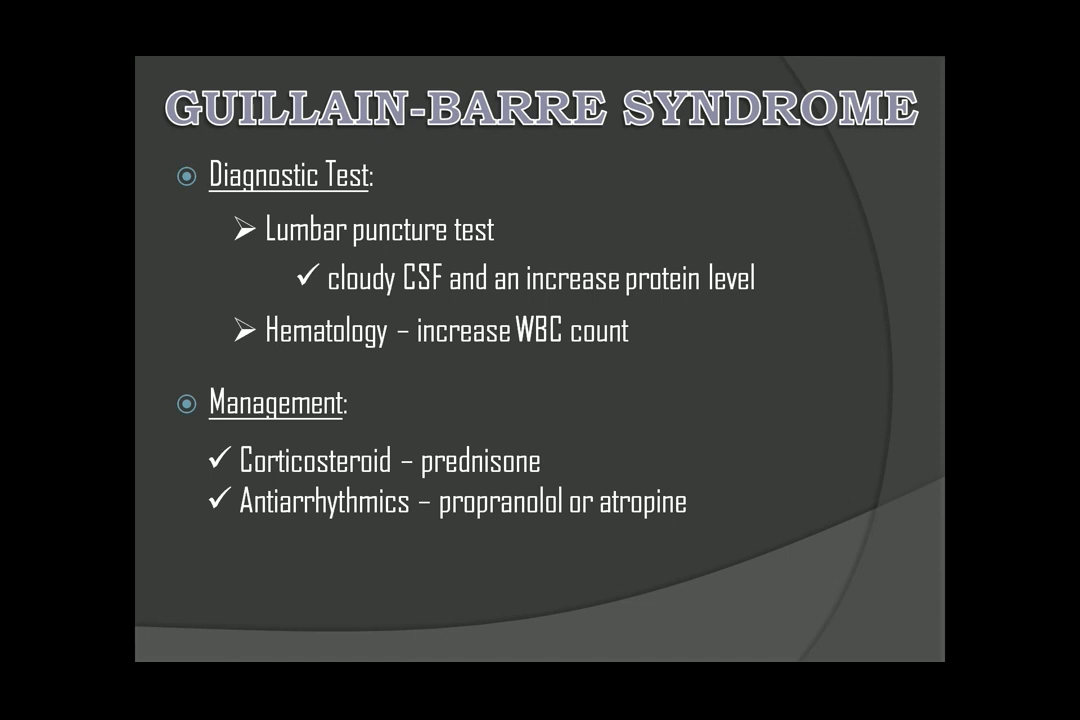 GUILLAIN-BARRE SYNDROME
Diagnostic Test:
Lumbar puncture test
cloudy CSF and an increase protein level
Hematology – increase WBC count
Management:
Corticosteroid – prednisone
Antiarrhythmics – propranolol or atropine